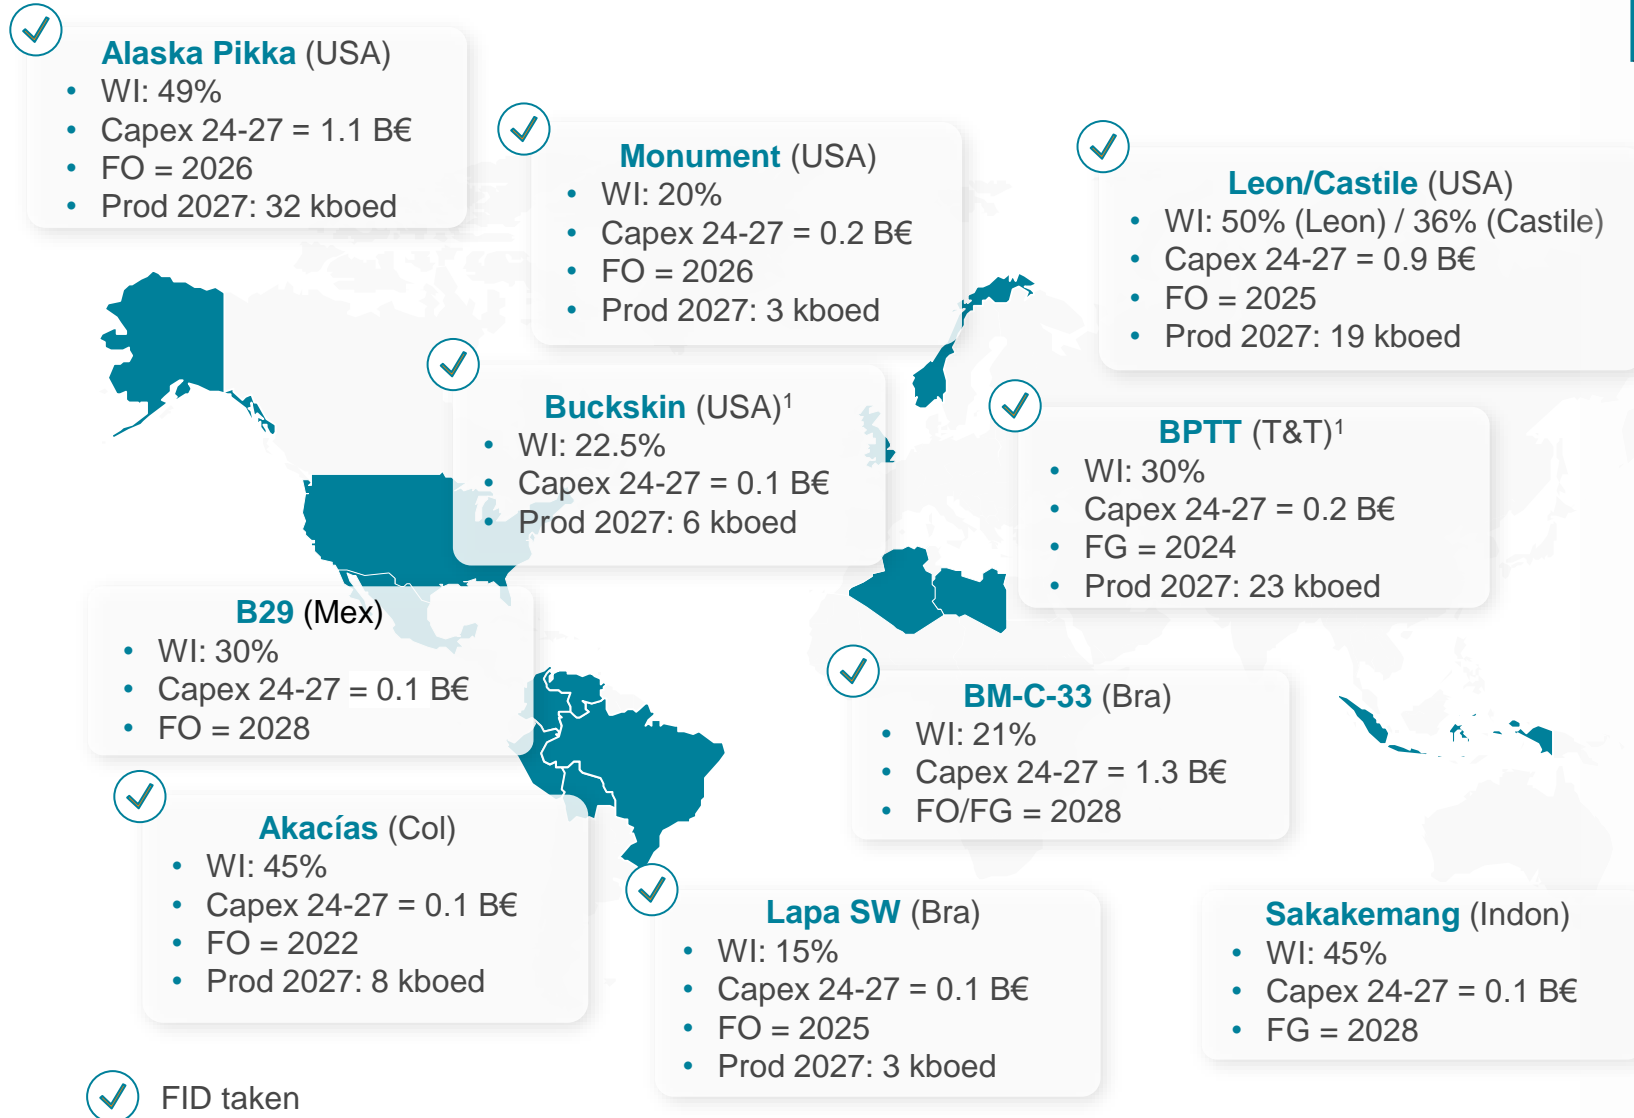 Alaska Pikka (USA)
• WI: 49%
• Capex 24-27 = 1.1 B€
• FO = 2026
• Prod 2027: 32 kboed
Monument (USA)
• WI: 20%
• Capex 24-27 = 0.2 B€
• FO = 2026
• Prod 2027: 3 kboed
Leon/Castile (USA)
• WI: 50% (Leon) / 36% (Castile)
• Capex 24-27 = 0.9 B€
• FO = 2025
• Prod 2027: 19 kboed
Buckskin (USA)¹
• WI: 22.5%
• Capex 24-27 = 0.1 B€
• Prod 2027: 6 kboed
BPTT (T&T)¹
• WI: 30%
• Capex 24-27 = 0.2 B€
• FG = 2024
• Prod 2027: 23 kboed
B29 (Mex)
• WI: 30%
• Capex 24-27 = 0.1 B€
• FO = 2028
BM-C-33 (Bra)
• WI: 21%
• Capex 24-27 = 1.3 B€
• FO/FG = 2028
Akacías (Col)
• WI: 45%
• Capex 24-27 = 0.1 B€
• FO = 2022
• Prod 2027: 8 kboed
Lapa SW (Bra)
• WI: 15%
• Capex 24-27 = 0.1 B€
• FO = 2025
• Prod 2027: 3 kboed
Sakakemang (Indon)
• WI: 45%
• Capex 24-27 = 0.1 B€
• FG = 2028
FID taken